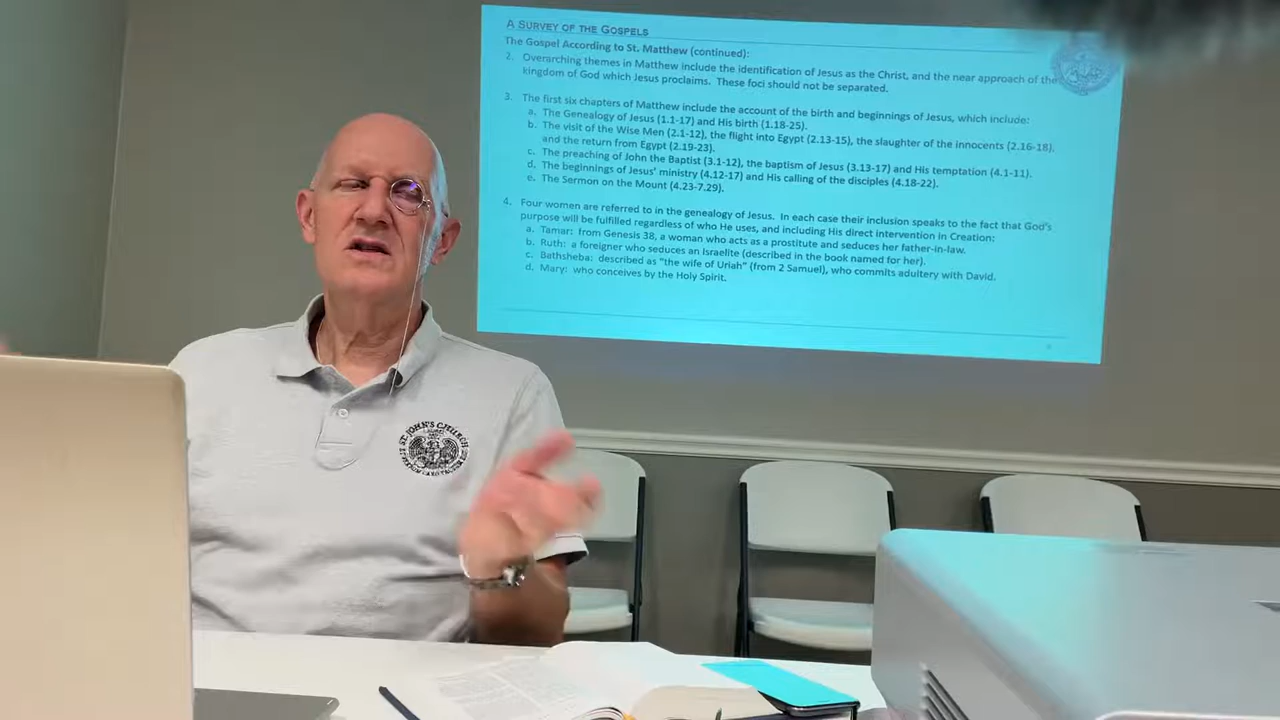 A SURVEY OF THE GOSPELS
The Gospel According to St. Matthew (continued):
2. Overarching themes in Matthew include the identification of Jesus as the Christ, and the near approach of the
kingdom of God which Jesus proclaims. These foci should not be separated.
3. The first six chapters of Matthew include the account of the birth and beginnings of Jesus, which include:
a. The Genealogy of Jesus (1.1-17) and His birth (1.18-25).
b. The visit of the Wise Men (2.1-12), the flight into Egypt (2.13-15), the slaughter of the innocents (2.16-18),
and the return from Egypt (2.19-23).
c. The preaching of John the Baptist (3.1-12), the baptism of Jesus (3.13-17) and His temptation (4.1-11).
d. The beginnings of Jesus' ministry (4.12-17) and His calling of the disciples (4.18-22).
e. The Sermon on the Mount (4.23-7.29).
4. Four women are referred to in the genealogy of Jesus. In each case their inclusion speaks to the fact that God's
purpose will be fulfilled regardless of who He uses, and including His direct intervention in Creation:
a. Tamar: from Genesis 38, a woman who acts as a prostitute and seduces her father-in-law.
b. Ruth: a foreigner who seduces an Israelite (described in the book named for her).
c. Bathsheba: described as "the wife of Uriah" (from 2 Samuel), who commits adultery with David.
d. Mary: who conceives by the Holy Spirit.
ST. JOHN'S CHURCH